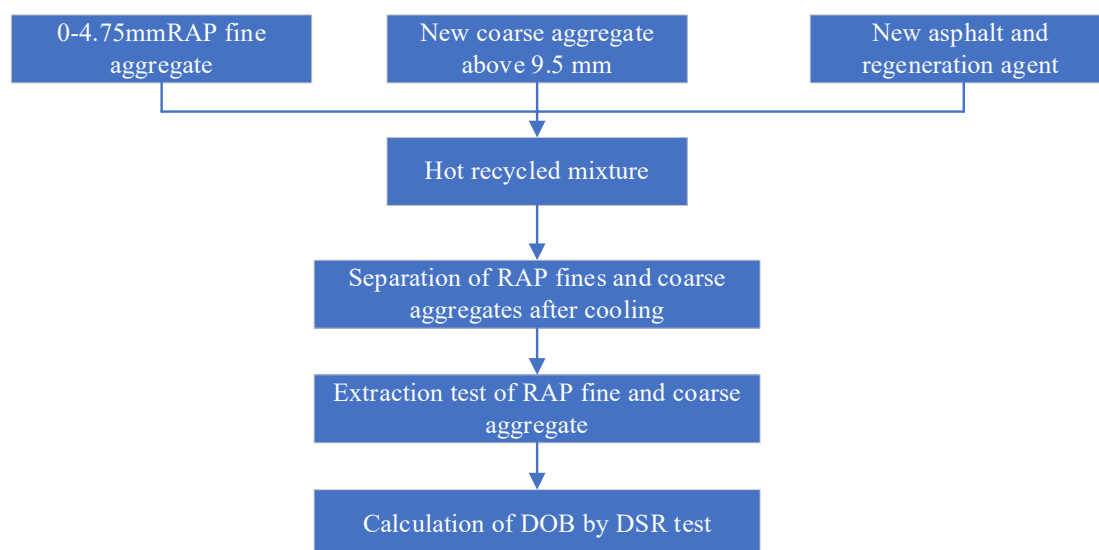 0-4.75mmRAP fine
aggregate
New coarse aggregate
above 9.5 mm
New asphalt and
regeneration agent
Hot recycled mixture
Separation of RAP fines and coarse
aggregates after cooling
Extraction test of RAP fine and coarse
aggregate
Calculation of DOB by DSR test